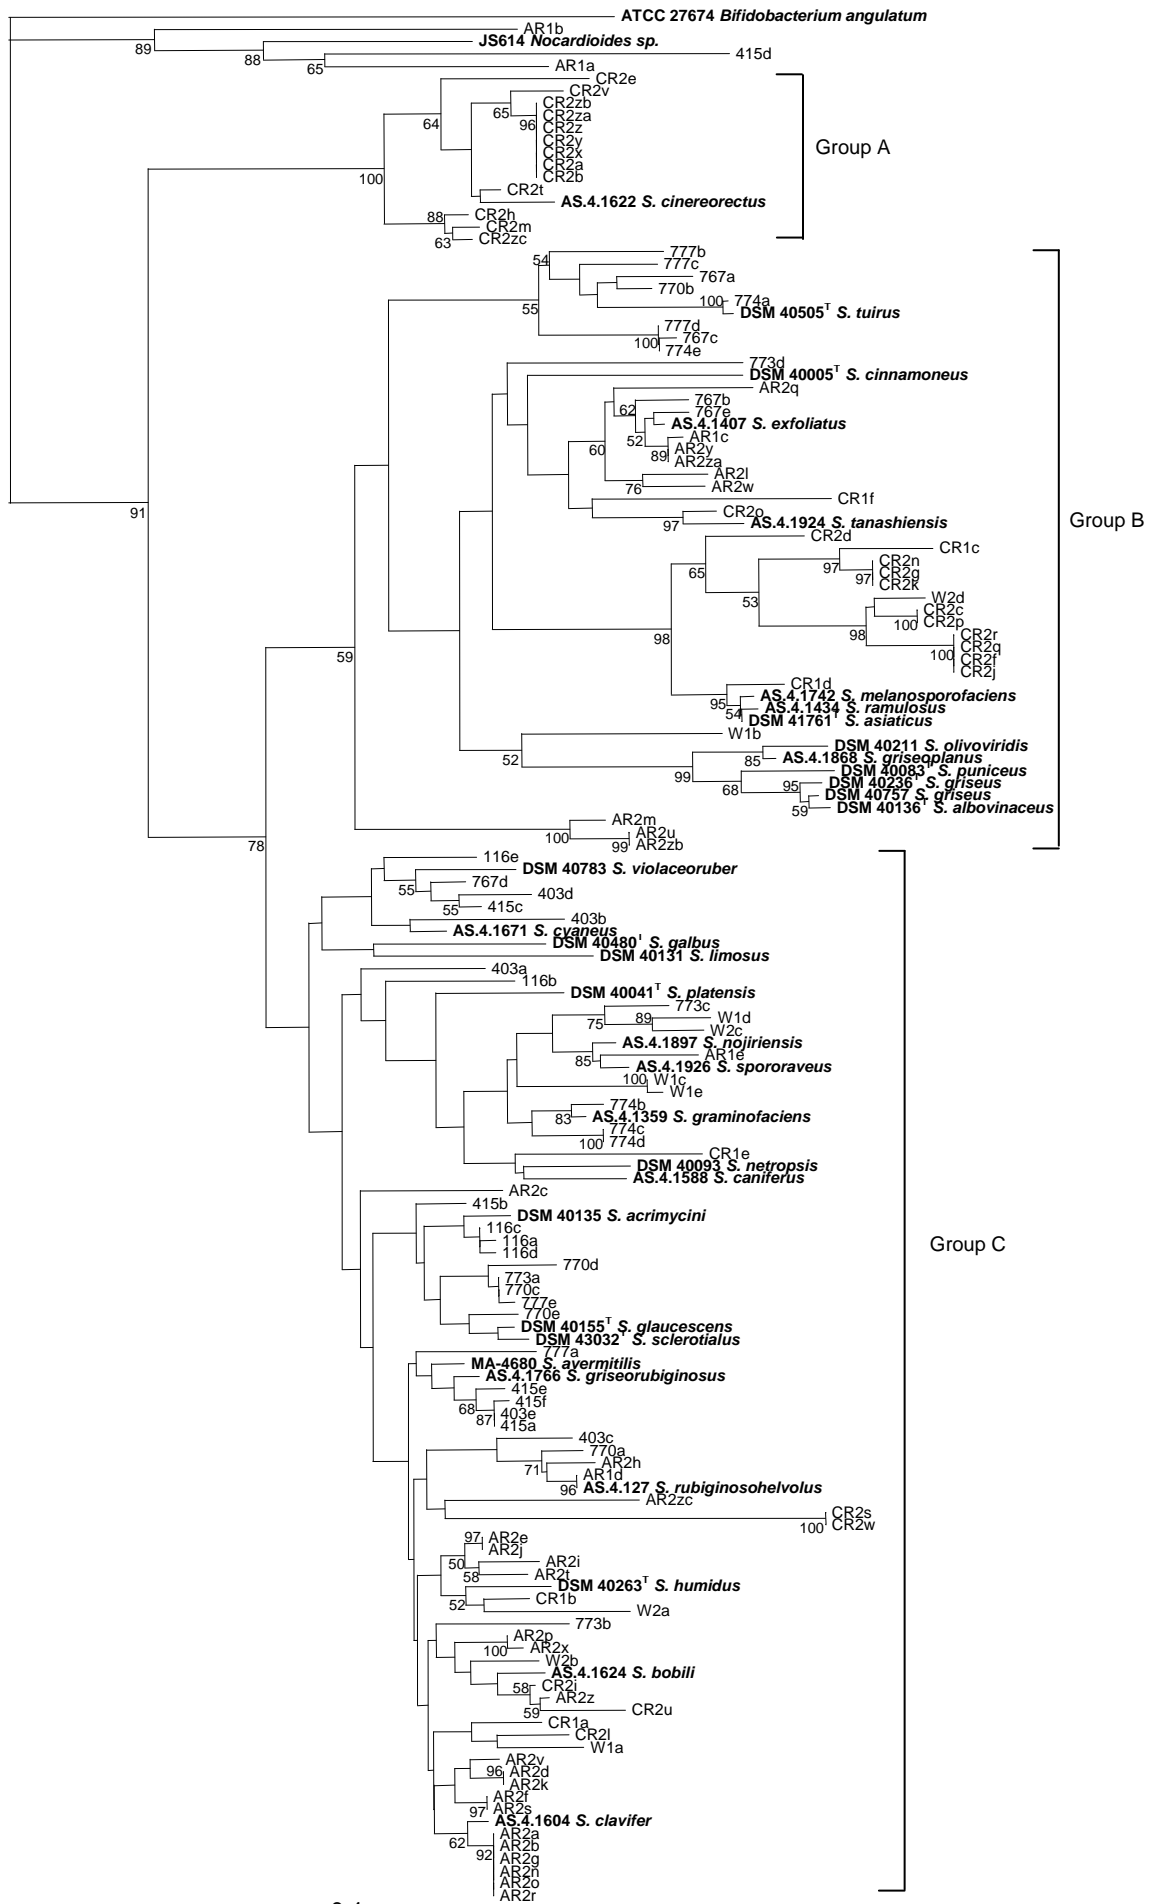 ATCC 27674 Bifidobacterium angulatum
AR1b
89
JS614 Nocardioides sp.
88
415d
65
AR1a
CR2e
CR2v
CR2zb
65
CR2za
64
96
CR2z
CR2y
CR2x
Group A
CR2a
100
CR2b
CR2t
AS.4.1622 S. cinereorectus
88
CR2h
CR2m
63
CR2zc
777b
54
777c
767a
770b
100
774a
55
DSM 40505T S. tuirus
777d
767c
100
774e
773d
DSM 40005T S. cinnamoneus
AR2q
767b
62
767e
AS.4.1407 S. exfoliatus
52
AR1c
60
AR2y
89
AR2za
AR2l
76
AR2w
CR1f
91
CR2o
97
AS.4.1924 S. tanashiensis
Group B
CR2d
CR1c
65
97
CR2n
97
CR2g
CR2k
53
W2d
CR2c
100
CR2p
98
98
CR2r
CR2q
100
CR2f
CR2j
59
CR1d
95
AS.4.1742 S. melanosporofaciens
AS.4.1434 S. ramulosus
54
DSM 41761T S. asiaticus
W1b
52
DSM 40211 S. olivoviridis
85
AS.4.1868 S. griseoplanus
99
DSM 40083T S. puniceus
68
95
DSM 40236T S. griseus
DSM 40757 S. griseus
59
DSM 40136T S. albovinaceus
AR2m
100
AR2u
78
99
AR2zb
116e
DSM 40783 S. violaceoruber
55
767d
403d
55
415c
403b
AS.4.1671 S. cyaneus
DSM 40480T S. galbus
DSM 40131 S. limosus
403a
116b
DSM 40041T S. platensis
773c
75
89
W1d
W2c
AS.4.1897 S. nojiriensis
85
AR1e
AS.4.1926 S. spororaveus
100
W1c
W1e
774b
83
AS.4.1359 S. graminofaciens
774c
100
774d
CR1e
DSM 40093 S. netropsis
AS.4.1588 S. caniferus
AR2c
415b
DSM 40135 S. acrimycini
116c
116a
Group C
116d
770d
773a
770c
777e
770e
DSM 40155T S. glaucescens
DSM 43032T S. sclerotialus
777a
MA-4680 S. avermitilis
AS.4.1766 S. griseorubiginosus
415e
68
415f
87
403e
415a
403c
770a
71
AR2h
AR1d
96
AS.4.127 S. rubiginosohelvolus
AR2zc
CR2s
100
CR2w
97
AR2e
AR2j
50
AR2i
58
AR2t
DSM 40263T S. humidus
52
CR1b
W2a
773b
AR2p
100
AR2x
W2b
AS.4.1624 S. bobili
58
CR2i
AR2z
59
CR2u
CR1a
CR2l
W1a
AR2v
96
AR2d
AR2k
AR2f
97
AR2s
AS.4.1604 S. clavifer
62
AR2a
92
AR2b
AR2g
AR2n
AR2o
AR2r